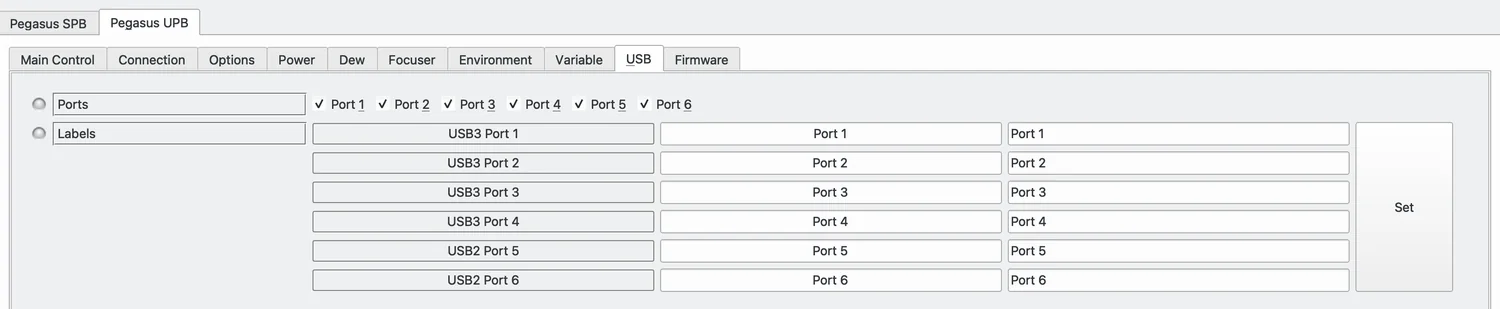 Pegasus SPB Pegasus UPB
Main Control Connection Options Power Dew Focuser Environment Variable USB Firmware
Ports Port 1 Port 2 Port 3 Port 4 Port 5 Port 6
Labels USB3 Port 1 Port 1 Port 1
USB3 Port 2 Port 2 Port 2
USB3 Port 3 Port 3 Port 3
Set
USB3 Port 4 Port 4 Port 4
USB2 Port 5 Port 5 Port 5
USB2 Port 6 Port 6 Port 6